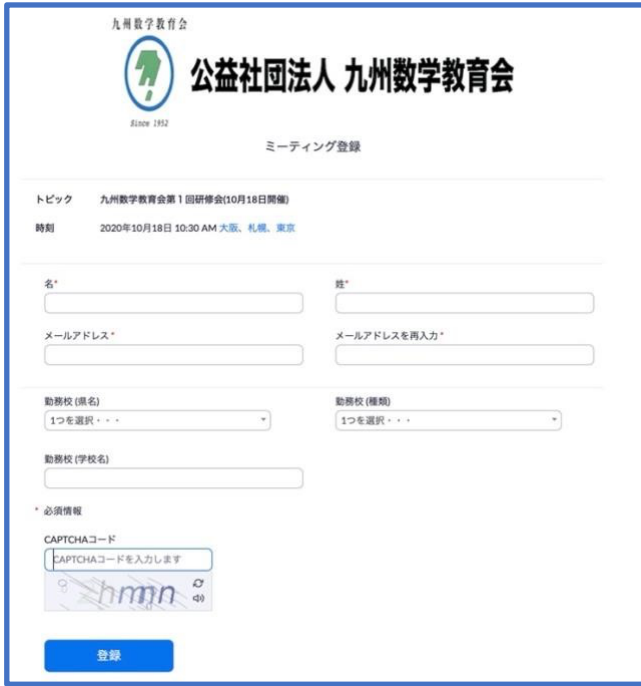 九州数学教育会
公益社団法人 九州数学教育会
Since 1952
ミーティング登録
トピック 九州数学教育会第1回研修会(10月18日開催)
時刻 2020年10月18日 10:30 AM 大阪、札幌、東京
名* 姓*
メールアドレス* メールアドレスを再入力*
勤務校 (県名) 勤務校 (種類)
1つを選択・・・ 1つを選択・・・
勤務校 (学校名)
* 必須情報
CAPTCHAコード
CAPTCHAコードを入力します
登録